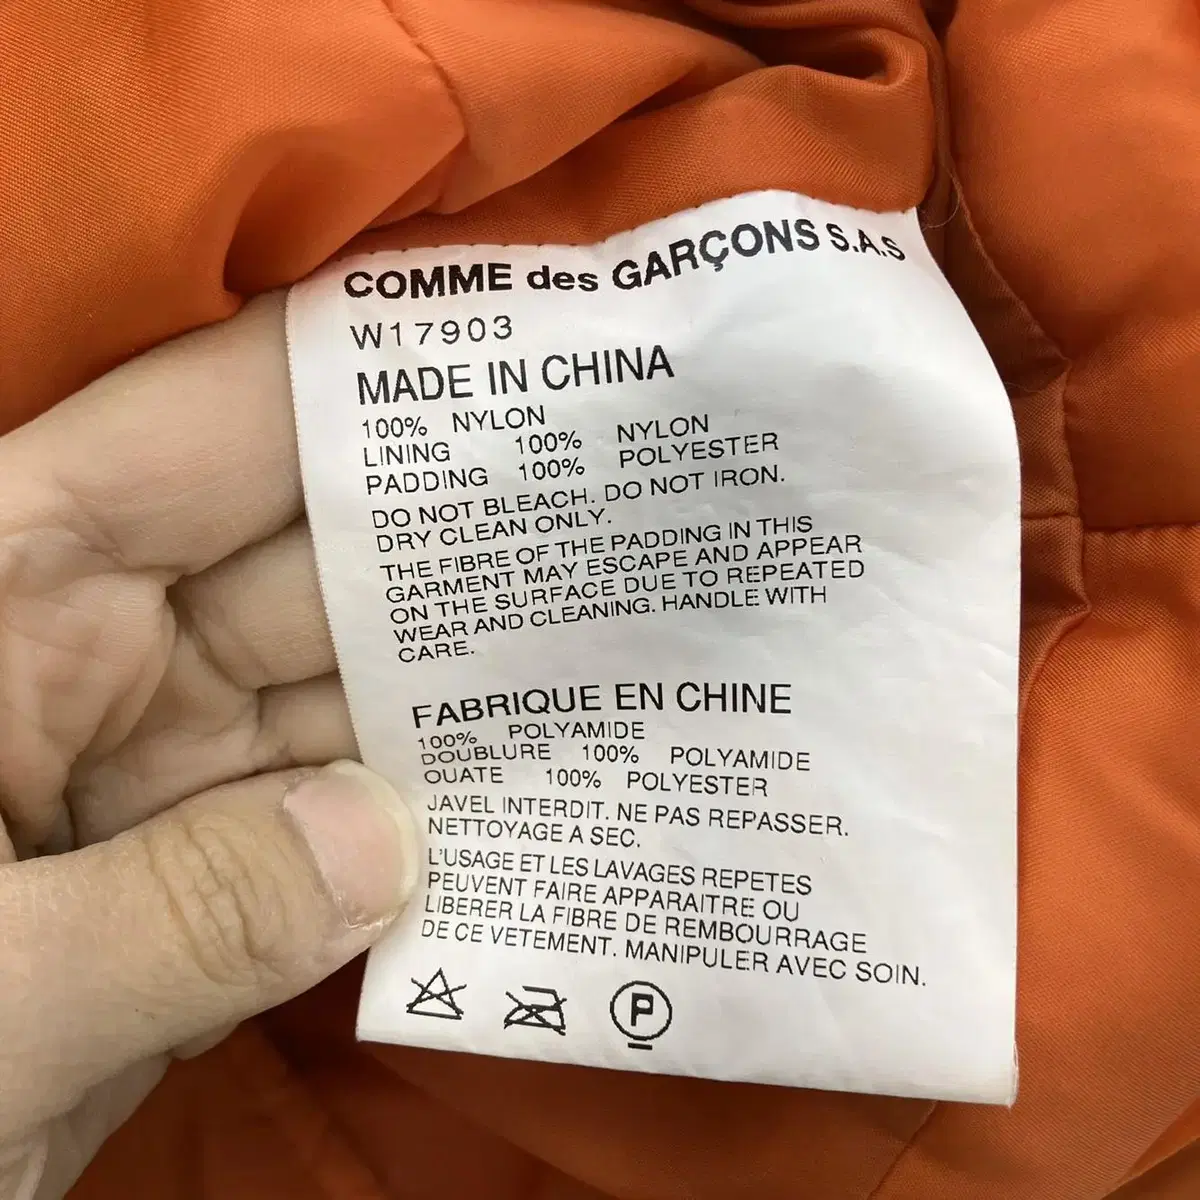 COMME des GARÇONS S.A.S
W17903
MADE IN CHINA
100% NYLON
LINING 100% NYLON
PADDING 100% POLYESTER
DO NOT BLEACH. DO NOT IRON.
DRY CLEAN ONLY.
THE FIBRE OF THE PADDING IN THIS
GARMENT MAY ESCAPE AND APPEAR
ON THE SURFACE DUE TO REPEATED
WEAR AND CLEANING. HANDLE WITH
CARE.
FABRIQUE EN CHINE
100% POLYAMIDE
DOUBLURE 100% POLYAMIDE
OUATE 100% POLYESTER
JAVEL INTERDIT. NE PAS REPASSER.
NETTOYAGE A SEC.
L'USAGE ET LES LAVAGES REPETES
PEUVENT FAIRE APPARAITRE OU
LIBERER LA FIBRE DE REMBOURRAGE
DE CE VETEMENT. MANIPULER AVEC SOIN.
P